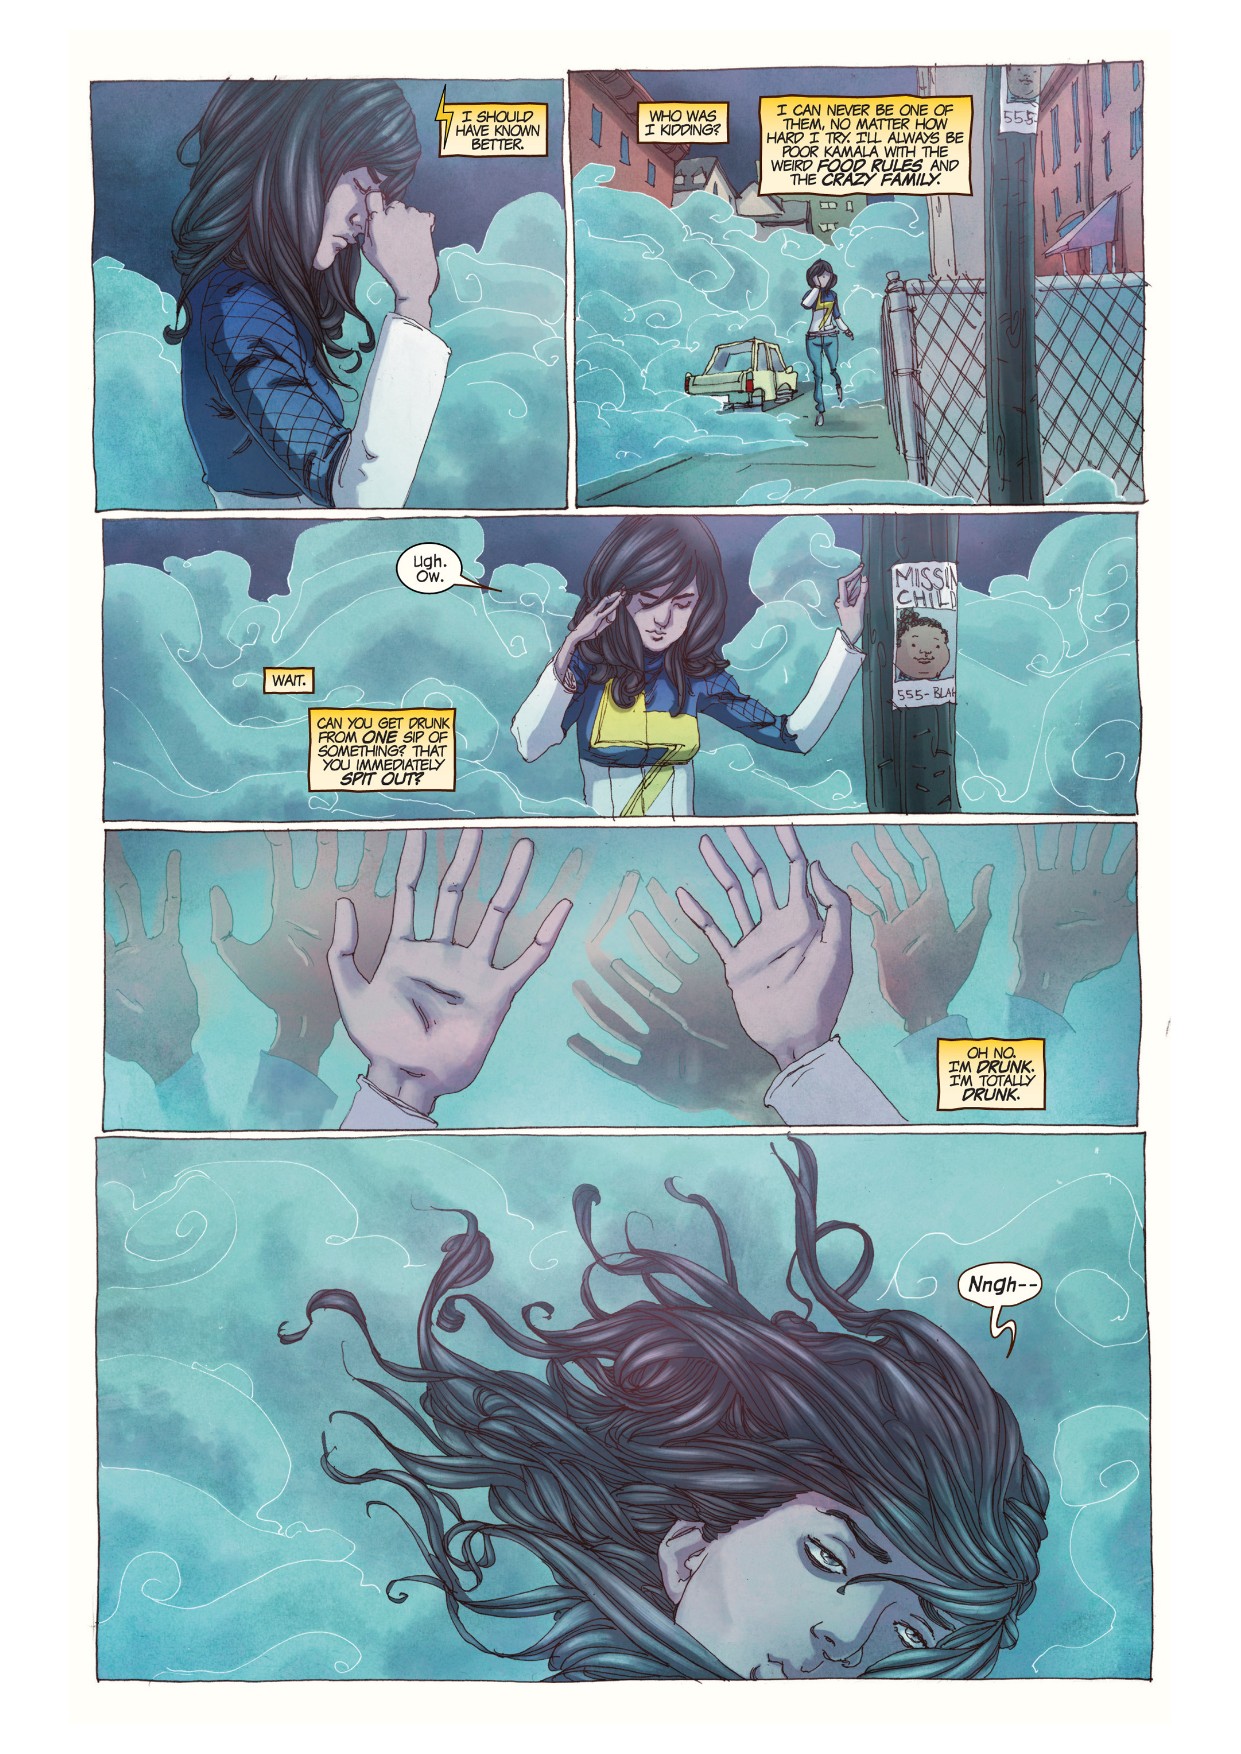 I SHOULD
HAVE KNOWN
BETTER.
WHO WAS
I KIDDING?
I CAN NEVER BE ONE OF
THEM, NO MATTER HOW
HARD I TRY. I'LL ALWAYS BE
POOR KAMALA WITH THE
WEIRD FOOD RULES AND
THE CRAZY FAMILY.
555-
Ugh.
Ow.
WAIT.
CAN YOU GET DRUNK
FROM ONE SIP OF
SOMETHING? THAT
YOU IMMEDIATELY
SPIT OUT?
MISSIN
CHILD
555-BLAH
OH NO.
I'M DRUNK.
I'M TOTALLY
DRUNK.
Nngh--